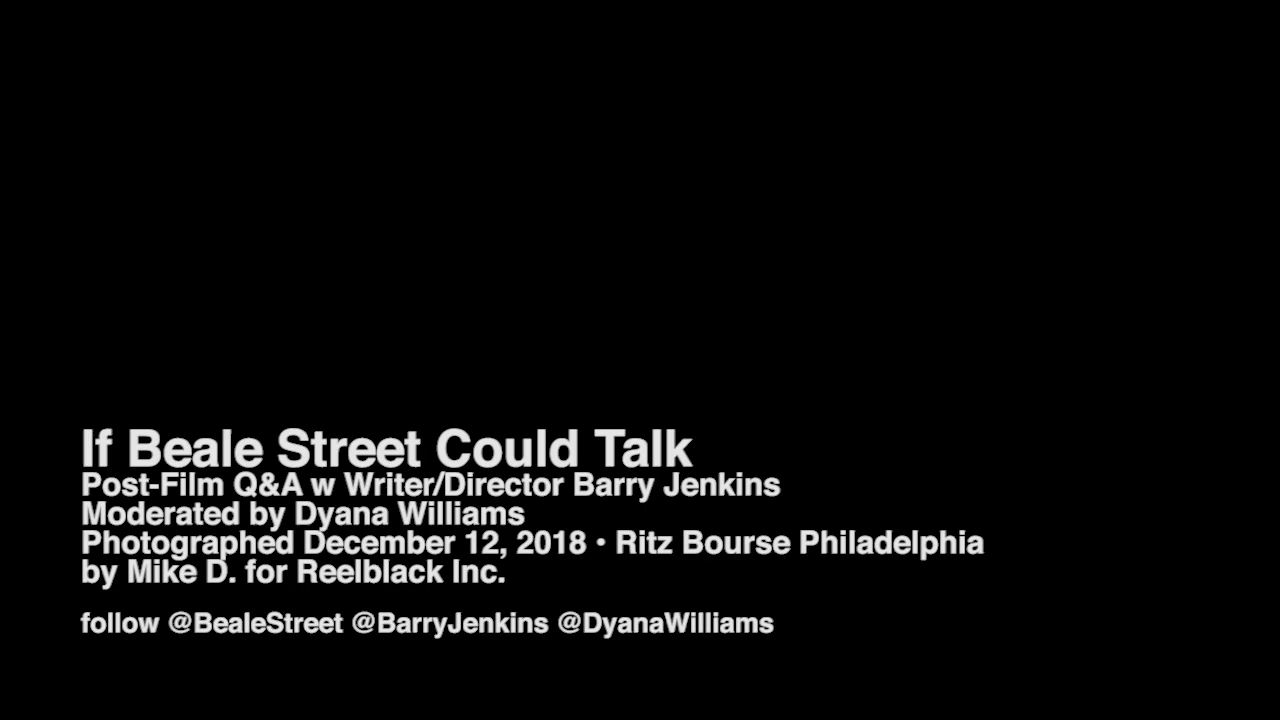 If Beale Street Could Talk
Post-Film Q&A w Writer/Director Barry Jenkins
Moderated by Dyana Williams
Photographed December 12, 2018 • Ritz Bourse Philadelphia
by Mike D. for Reelblack Inc.
follow @BealeStreet @BarryJenkins @DyanaWilliams